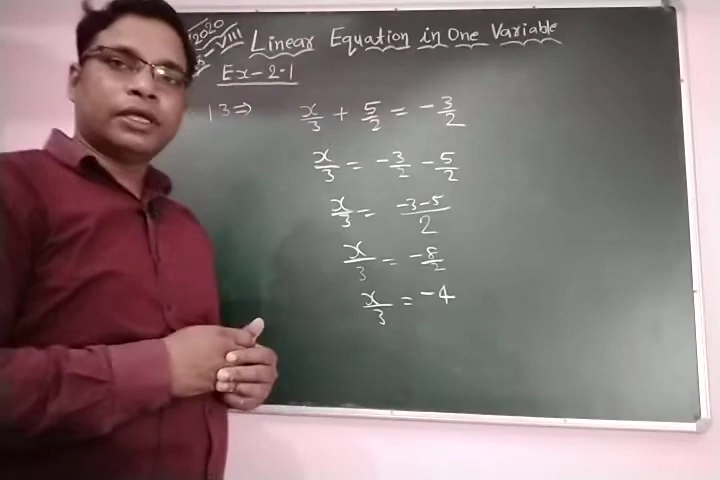 2020
VIII Linear Equation in One Variable
Ex-2.1
13⇒ x/3 + 5/2 = -3/2
x/3 = -3/2 - 5/2
x/3 = -3-5/2
x/3 = -8/2
x/3 = -4